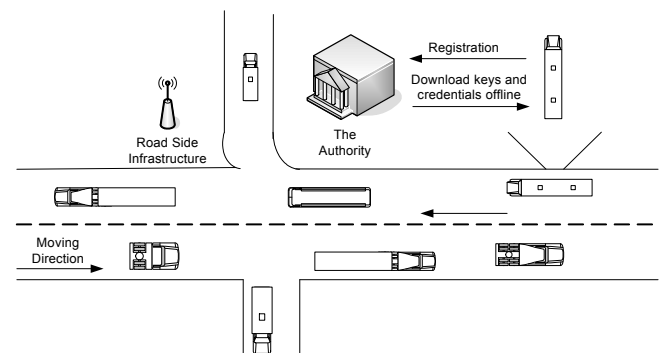 Registration
Download keys and
credentials offline
Road Side
Infrastructure
The
Authority
Moving
Direction